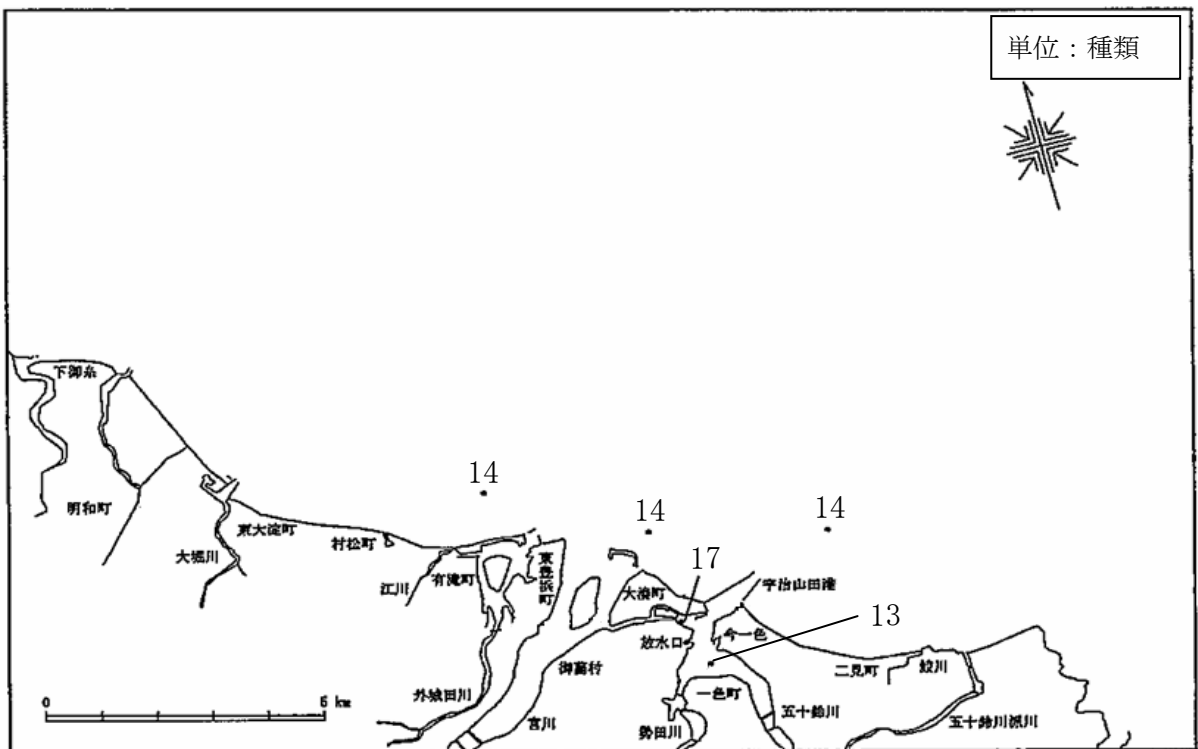 単位：種類
下御糸
明和町
大堀川
東大淀町
村松町
江川
有滝町
東豊浜町
外城田川
宮川
御薗村
大湊町
放水口
宇治山田港
今一色
一色町
勢田川
五十鈴川
二見町
五十鈴川派川
14
14
14
17
13
0
5 km